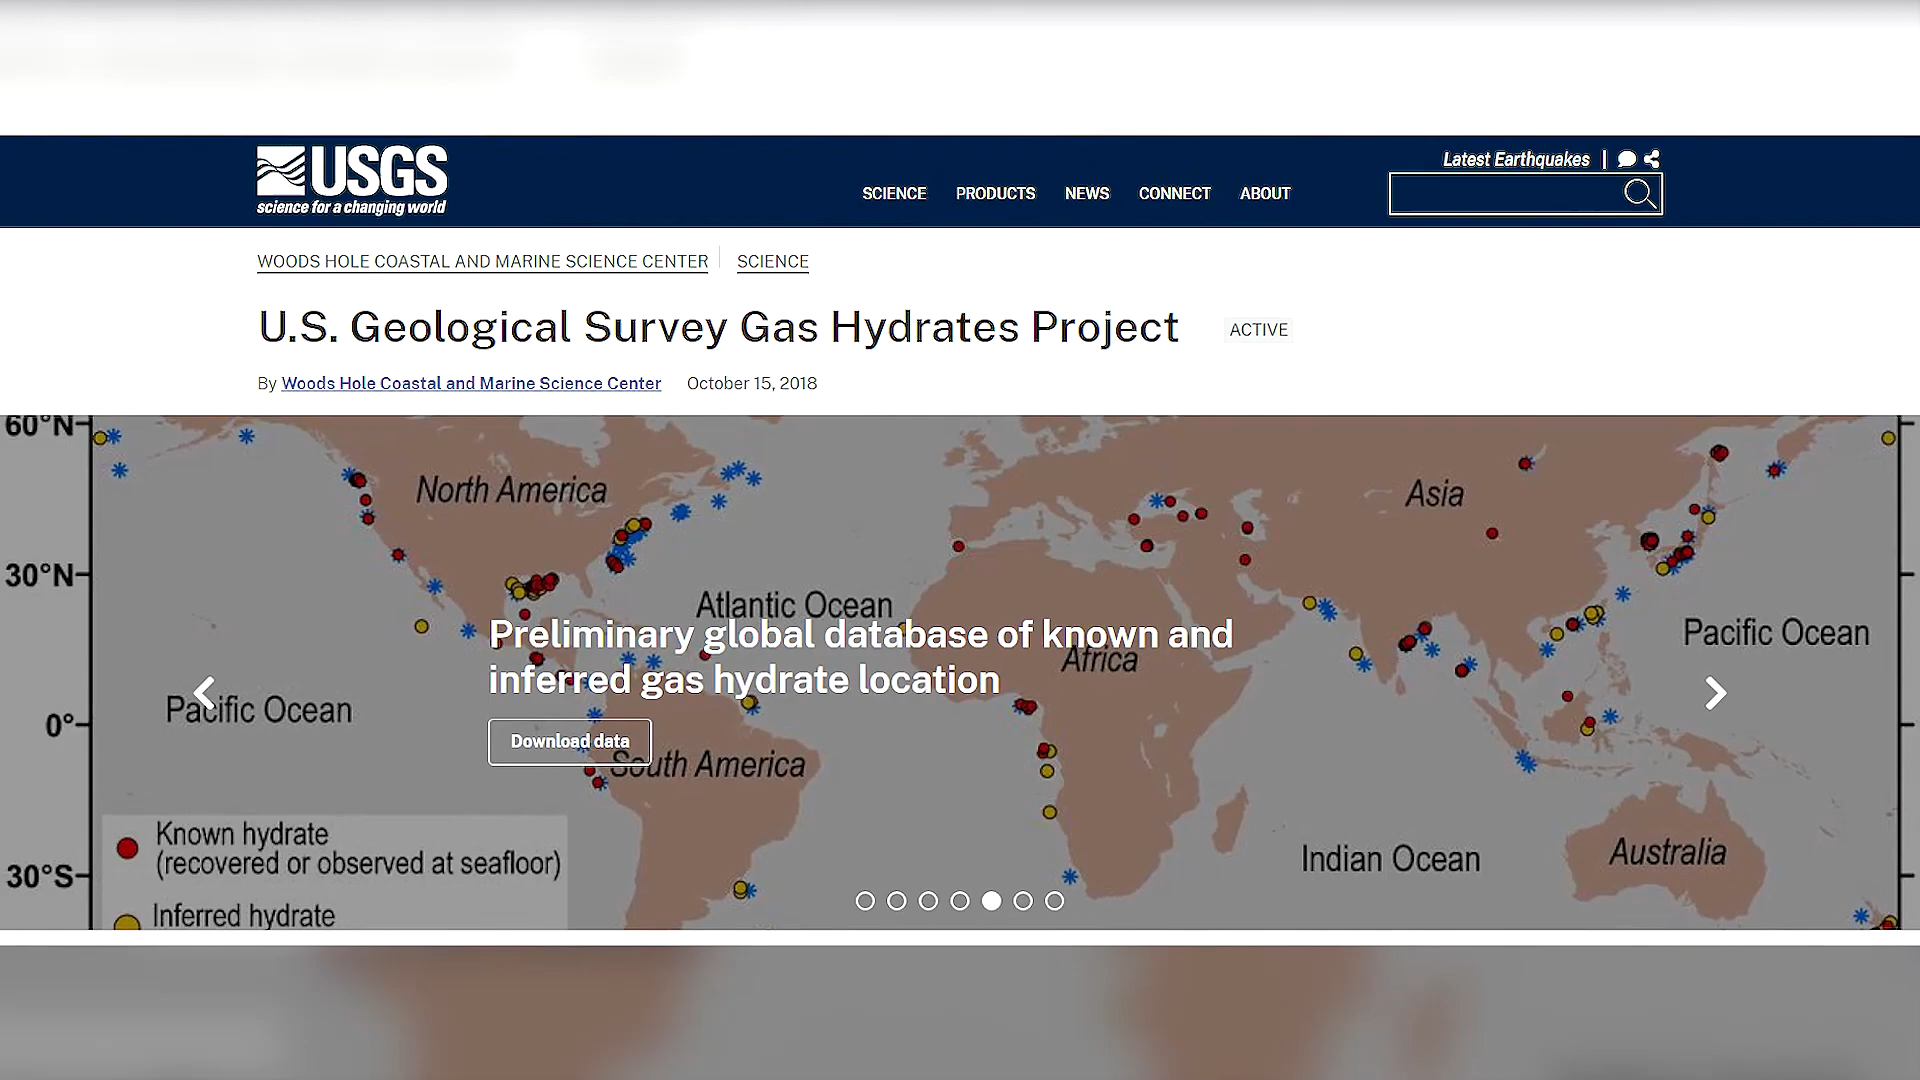 USGS
science for a changing world
SCIENCE
PRODUCTS
NEWS
CONNECT
ABOUT
Latest Earthquakes
WOODS HOLE COASTAL AND MARINE SCIENCE CENTER
SCIENCE
U.S. Geological Survey Gas Hydrates Project
ACTIVE
By Woods Hole Coastal and Marine Science Center October 15, 2018
60°N
North America
Asia
30°N
Atlantic Ocean
Preliminary global database of known and
inferred gas hydrate location
Africa
Pacific Ocean
Pacific Ocean
0°
Download data
South America
Known hydrate
(recovered or observed at seafloor)
Indian Ocean
Australia
30°S
Inferred hydrate